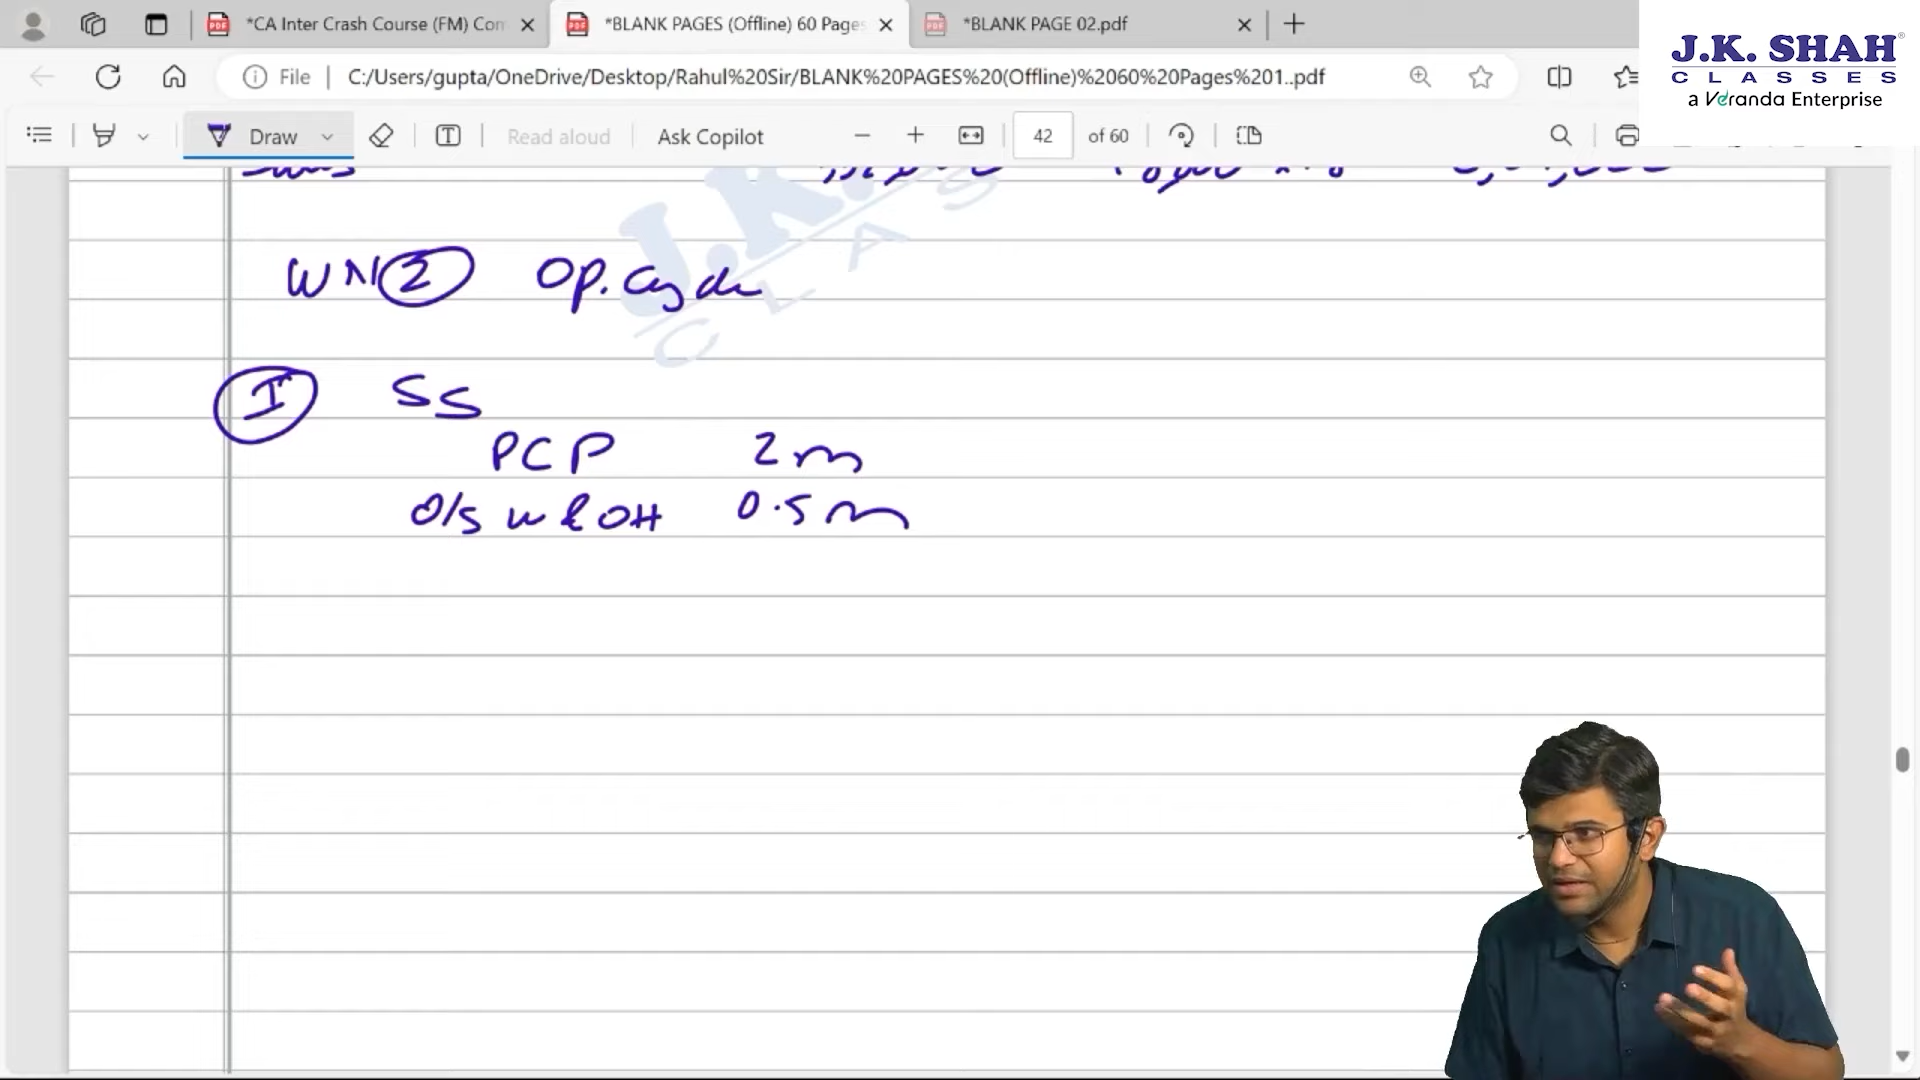 *CA Inter Crash Course (FM) Con
*BLANK PAGES (Offline) 60 Pages
*BLANK PAGE 02.pdf
File | C:/Users/gupta/OneDrive/Desktop/Rahul%20Sir/BLANK%20PAGES%20(Offline)%2060%20Pages%201..pdf
J.K. SHAH®
CLASSES
a Veranda Enterprise
Draw
Read aloud
Ask Copilot
42 of 60
J.K.
CLAS
WN 2 Op. Cycle
I SS
PCP 2m
O/s w & OH 0.5m